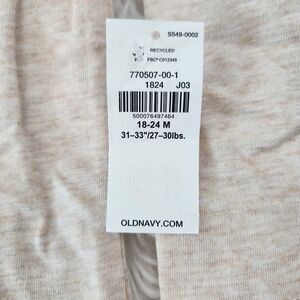 S549-0002
RECYCLED
FSC® C012345
770507-00-1
1824 J03
500076497464
18-24 M
31–33"/27–30lbs.
OLDNAVY.COM